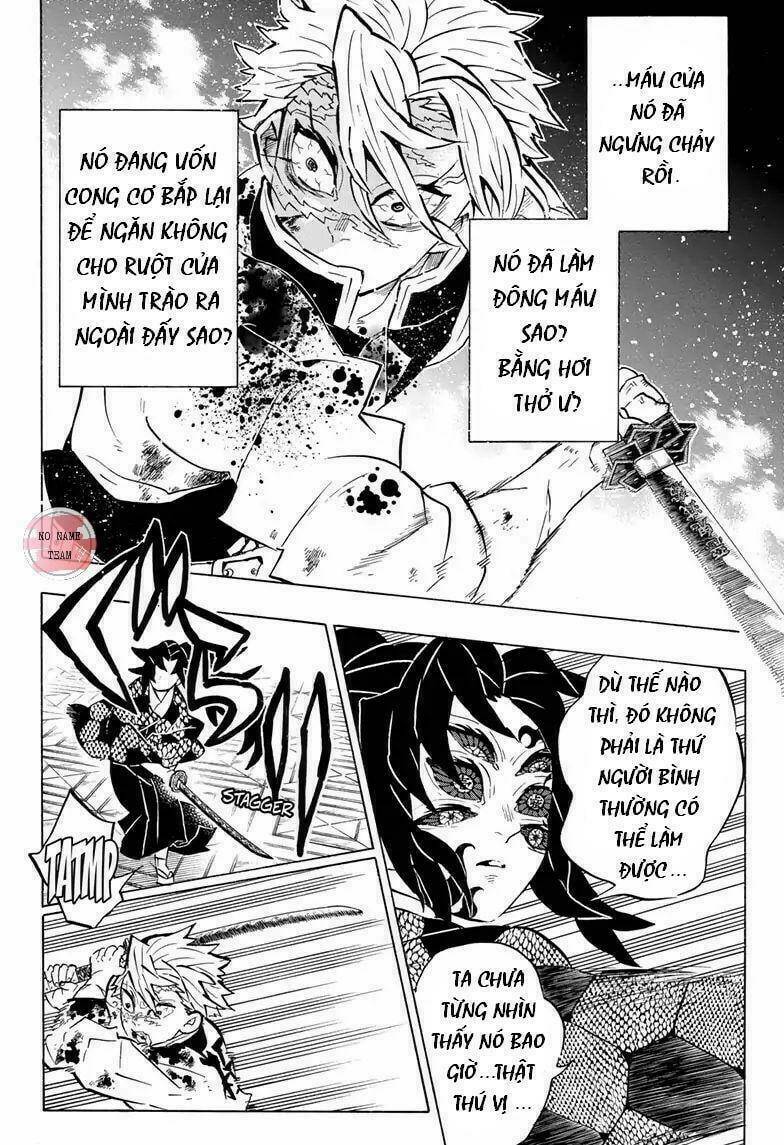 ...MÁU CỦA
NÓ ĐÃ
NGƯNG CHẢY
RỒI.
NÓ ĐÃ LÀM
ĐÔNG MÁU
SAO?
BẰNG HƠI
THỞ Ư?
NÓ ĐANG UỐN
CONG CƠ BẮP LẠI
ĐỂ NGĂN KHÔNG
CHO RUỘT CỦA
MÌNH TRÀO RA
NGOÀI ĐẤY SAO?
NO NAME
TEAM
DÙ THẾ NÀO
THÌ, ĐÓ KHÔNG
PHẢI LÀ THỨ
NGƯỜI BÌNH
THƯỜNG CÓ
THỂ LÀM
ĐƯỢC ...
TA CHƯA
TỪNG NHÌN
THẤY NÓ BAO
GIỜ ...THẬT
THÚ VỊ ...
STAGGER
TATMP